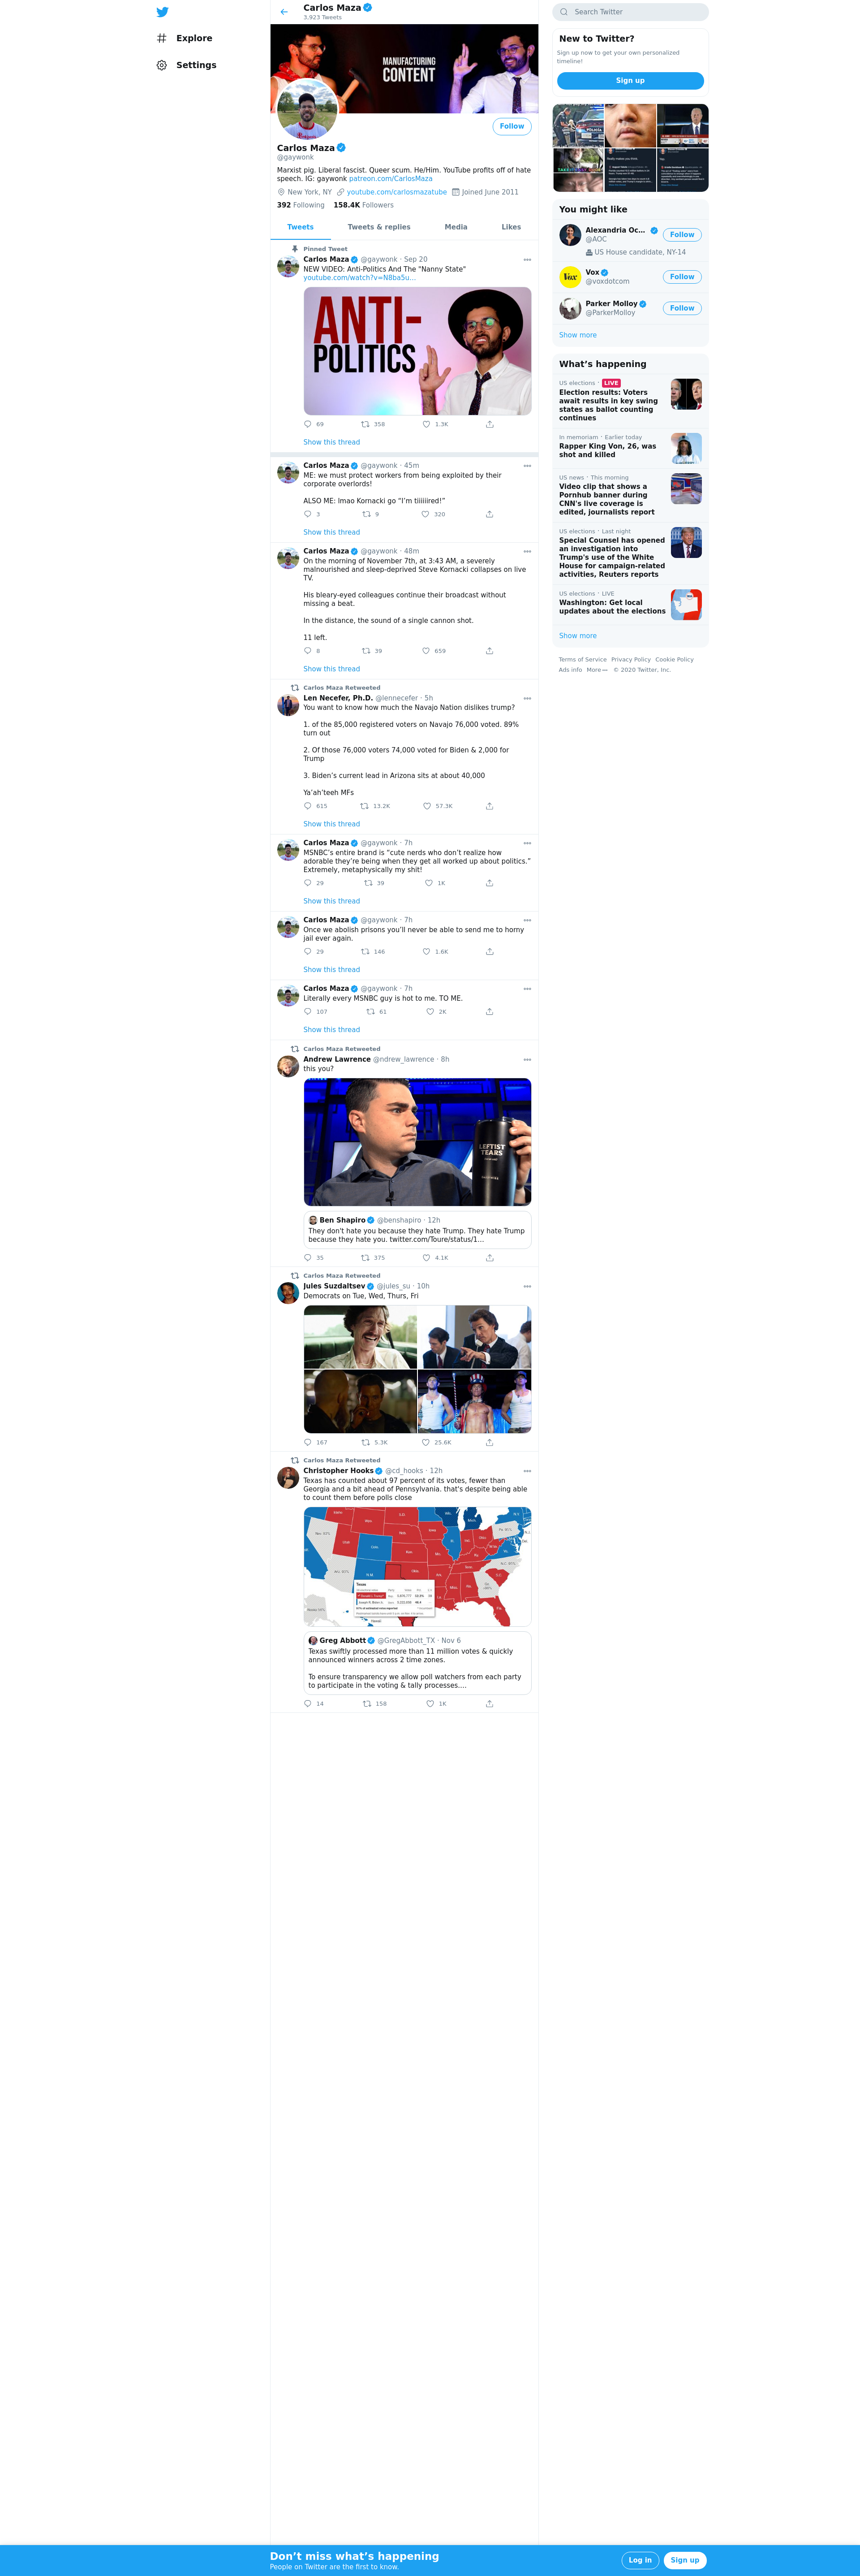 Explore
Settings
Carlos Maza
3,923 Tweets
MANUFACTURING
CONTENT
Follow
Carlos Maza
@gaywonk
Marxist pig. Liberal fascist. Queer scum. He/Him. YouTube profits off of hate
speech. IG: gaywonk patreon.com/CarlosMaza
New York, NY youtube.com/carlosmazatube Joined June 2011
392 Following 158.4K Followers
Tweets Tweets & replies Media Likes
Pinned Tweet
Carlos Maza @gaywonk · Sep 20
NEW VIDEO: Anti-Politics And The "Nanny State"
youtube.com/watch?v=N8ba5u…
ANTI-
POLITICS
69 358 1.3K
Show this thread
Carlos Maza @gaywonk · 45m
ME: we must protect workers from being exploited by their
corporate overlords!
ALSO ME: lmao Kornacki go "I'm tiiiiired!"
3 9 320
Show this thread
Carlos Maza @gaywonk · 48m
On the morning of November 7th, at 3:43 AM, a severely
malnourished and sleep-deprived Steve Kornacki collapses on live
TV.
His bleary-eyed colleagues continue their broadcast without
missing a beat.
In the distance, the sound of a single cannon shot.
11 left.
8 39 659
Show this thread
Carlos Maza Retweeted
Len Necefer, Ph.D. @lennecefer · 5h
You want to know how much the Navajo Nation dislikes trump?
1. of the 85,000 registered voters on Navajo 76,000 voted. 89%
turn out
2. Of those 76,000 voters 74,000 voted for Biden & 2,000 for
Trump
3. Biden's current lead in Arizona sits at about 40,000
Ya'ah'teeh MFs
615 13.2K 57.3K
Show this thread
Carlos Maza @gaywonk · 7h
MSNBC's entire brand is "cute nerds who don't realize how
adorable they're being when they get all worked up about politics."
Extremely, metaphysically my shit!
29 39 1K
Show this thread
Carlos Maza @gaywonk · 7h
Once we abolish prisons you'll never be able to send me to horny
jail ever again.
29 146 1.6K
Show this thread
Carlos Maza @gaywonk · 7h
Literally every MSNBC guy is hot to me. TO ME.
107 61 2K
Show this thread
Carlos Maza Retweeted
Andrew Lawrence @ndrew_lawrence · 8h
this you?
LEFTIST
TEARS
Ben Shapiro @benshapiro · 12h
They don't hate you because they hate Trump. They hate Trump
because they hate you. twitter.com/Toure/status/1…
35 375 4.1K
Carlos Maza Retweeted
Jules Suzdaltsev @jules_su · 10h
Democrats on Tue, Wed, Thurs, Fri
167 5.3K 25.6K
Carlos Maza Retweeted
Christopher Hooks @cd_hooks · 12h
Texas has counted about 97 percent of its votes, fewer than
Georgia and a bit ahead of Pennsylvania. that's despite being able
to count them before polls close
Texas
Greg Abbott @GregAbbott_TX · Nov 6
Texas swiftly processed more than 11 million votes & quickly
announced winners across 2 time zones.
To ensure transparency we allow poll watchers from each party
to participate in the voting & tally processes.…
14 158 1K
Search Twitter
New to Twitter?
Sign up now to get your own personalized
timeline!
Sign up
You might like
Alexandria Oc…
@AOC
Follow
US House candidate, NY-14
Vox
@voxdotcom
Follow
Parker Molloy
@ParkerMolloy
Follow
Show more
What's happening
US elections · LIVE
Election results: Voters
await results in key swing
states as ballot counting
continues
In memoriam · Earlier today
Rapper King Von, 26, was
shot and killed
US news · This morning
Video clip that shows a
Pornhub banner during
CNN's live coverage is
edited, journalists report
US elections · Last night
Special Counsel has opened
an investigation into
Trump's use of the White
House for campaign-related
activities, Reuters reports
US elections · LIVE
Washington: Get local
updates about the elections
Show more
Terms of Service Privacy Policy Cookie Policy
Ads info More © 2020 Twitter, Inc.
Don't miss what's happening
People on Twitter are the first to know.
Log in Sign up